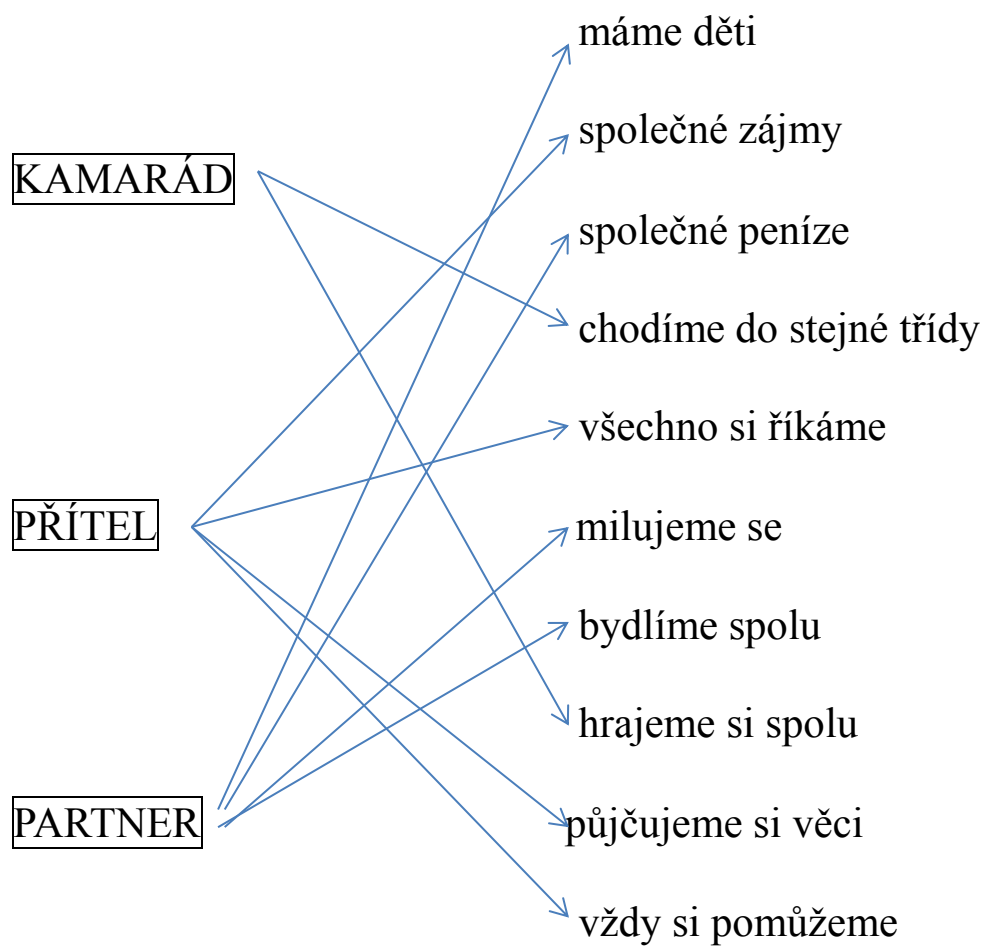 máme děti
společné zájmy
KAMARÁD
společné peníze
chodíme do stejné třídy
všechno si říkáme
PŘÍTEL
milujeme se
bydlíme spolu
hrajeme si spolu
PARTNER
půjčujeme si věci
vždy si pomůžeme